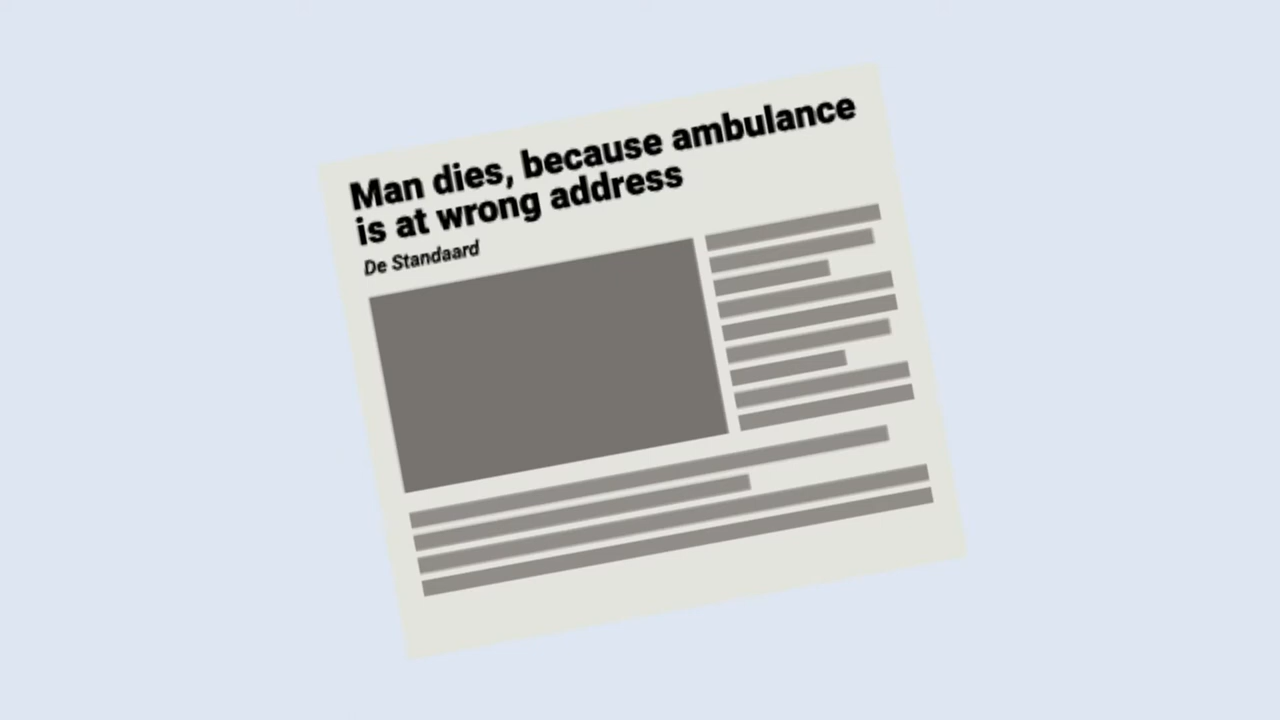 Man dies, because ambulance
is at wrong address
De Standaard